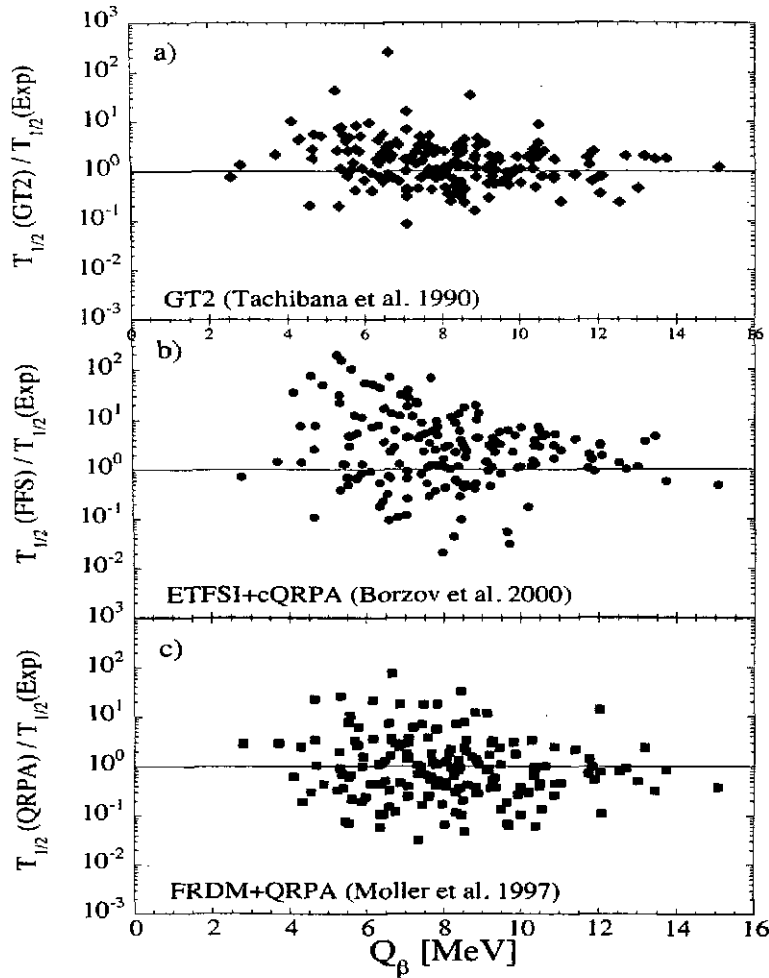 10³
a)
10²
10¹
10⁰
10⁻¹
10⁻²
10⁻³
T₁/₂ (GT2) / T₁/₂(Exp)
GT2 (Tachibana et al. 1990)
0 2 4 6 8 10 12 14 16
b)
10²
10¹
10⁰
10⁻¹
10⁻²
10³
T₁/₂ (FFS) / T₁/₂(Exp)
ETFSI+cQRPA (Borzov et al. 2000)
c)
10²
10¹
10⁰
10⁻¹
10⁻²
10⁻³
T₁/₂ (QRPA) / T₁/₂(Exp)
FRDM+QRPA (Moller et al. 1997)
0 2 4 6 8 10 12 14 16
Q_β [MeV]